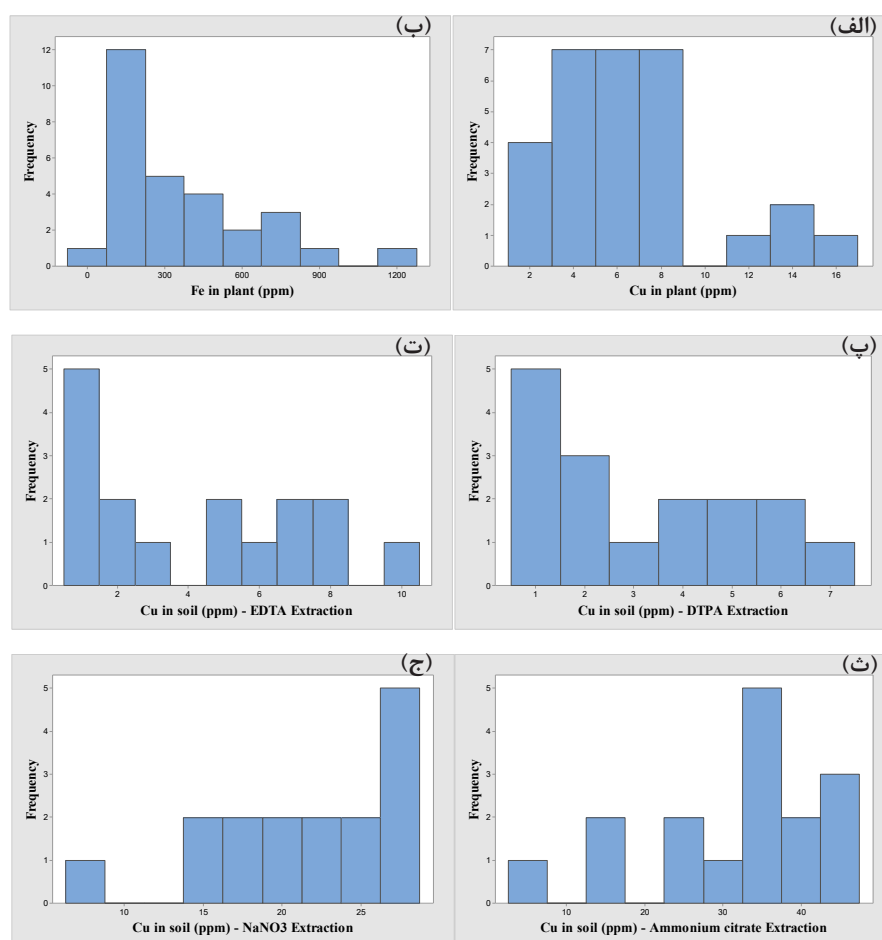 (الف)
7
6
5
4
3
2
1
0
Frequency
2 4 6 8 10 12 14 16
Cu in plant (ppm)
(ب)
12
10
8
6
4
2
0
Frequency
0 300 600 900 1200
Fe in plant (ppm)
(پ)
5
4
3
2
1
0
Frequency
1 2 3 4 5 6 7
Cu in soil (ppm) - DTPA Extraction
(ت)
5
4
3
2
1
0
Frequency
2 4 6 8 10
Cu in soil (ppm) - EDTA Extraction
(ث)
5
4
3
2
1
0
Frequency
10 20 30 40
Cu in soil (ppm) - Ammonium citrate Extraction
(ج)
5
4
3
2
1
0
Frequency
10 15 20 25
Cu in soil (ppm) - NaNO3 Extraction